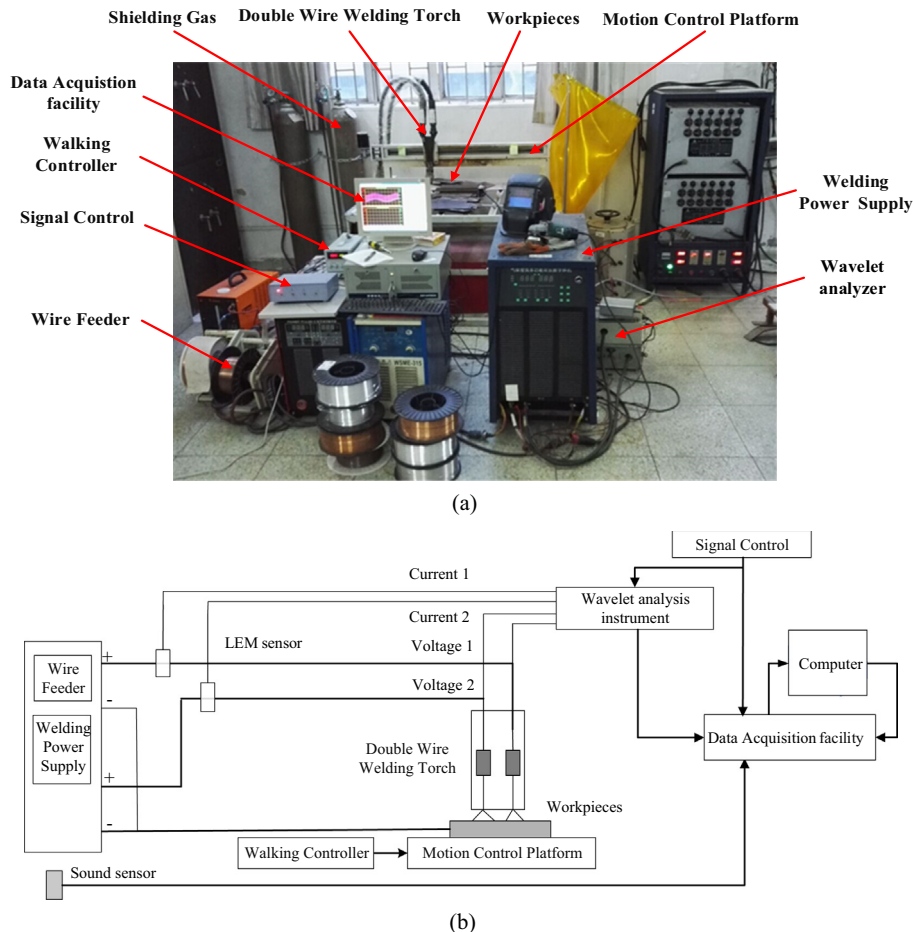 Shielding Gas
Double Wire Welding Torch
Workpieces
Motion Control Platform
Data Acquistion
facility
Walking
Controller
Signal Control
Wire Feeder
Welding
Power Supply
Wavelet
analyzer
WSME-315
(a)
Signal Control
Current 1
Wavelet analysis
instrument
Current 2
LEM sensor
Voltage 1
Computer
+
Wire
Feeder
-
Voltage 2
Welding
Power
Supply
+
-
Data Acquisition facility
Double Wire
Welding Torch
Workpieces
Walking Controller
Motion Control Platform
Sound sensor
(b)